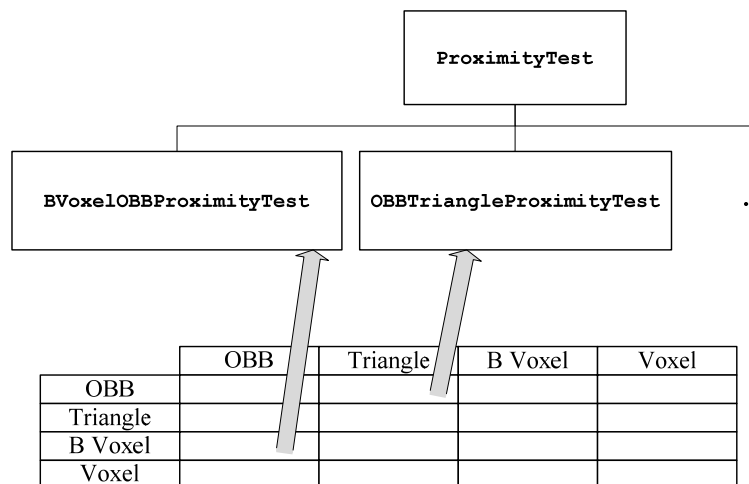 ProximityTest
BVoxelOBBProximityTest
OBBTriangleProximityTest
.
OBB Triangle B Voxel Voxel
OBB
Triangle
B Voxel
Voxel